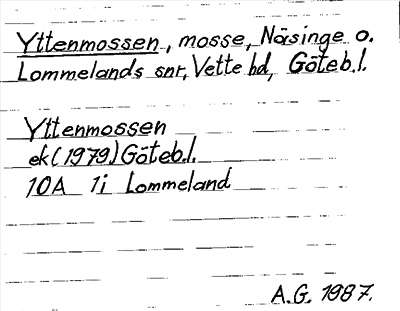 Yttenmossen, mosse, Näsinge o.
Lommelands snr, Vette hd, Göteb.l.
Yttenmossen
ek (1979) Göteb.l.
10A 1i Lommeland
A.G. 1987.